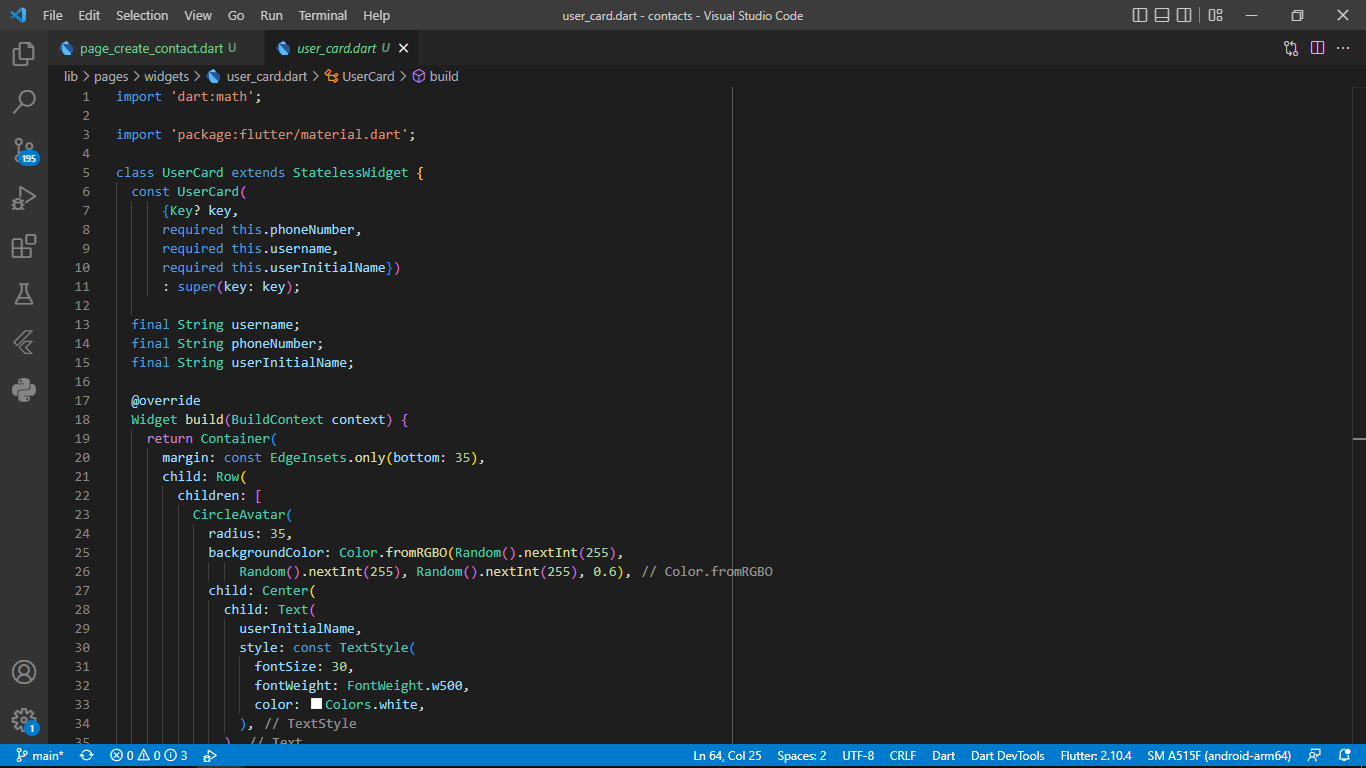 File Edit Selection View Go Run Terminal Help user_card.dart - contacts - Visual Studio Code
page_create_contact.dart U user_card.dart U
lib > pages > widgets > user_card.dart > UserCard > build
1 import 'dart:math';
2
3 import 'package:flutter/material.dart';
4
5 class UserCard extends StatelessWidget {
6 const UserCard(
7 {Key? key,
8 required this.phoneNumber,
9 required this.username,
10 required this.userInitialName})
11 : super(key: key);
12
13 final String username;
14 final String phoneNumber;
15 final String userInitialName;
16
17 @override
18 Widget build(BuildContext context) {
19 return Container(
20 margin: const EdgeInsets.only(bottom: 35),
21 child: Row(
22 children: [
23 CircleAvatar(
24 radius: 35,
25 backgroundColor: Color.fromRGBO(Random().nextInt(255),
26 Random().nextInt(255), Random().nextInt(255), 0.6), // Color.fromRGBO
27 child: Center(
28 child: Text(
29 userInitialName,
30 style: const TextStyle(
31 fontSize: 30,
32 fontWeight: FontWeight.w500,
33 color: Colors.white,
34 ), // TextStyle
35 ), // Text
195
1
main* 0 0 3 Ln 64, Col 25 Spaces: 2 UTF-8 CRLF Dart Dart DevTools Flutter: 2.10.4 SM A515F (android-arm64)